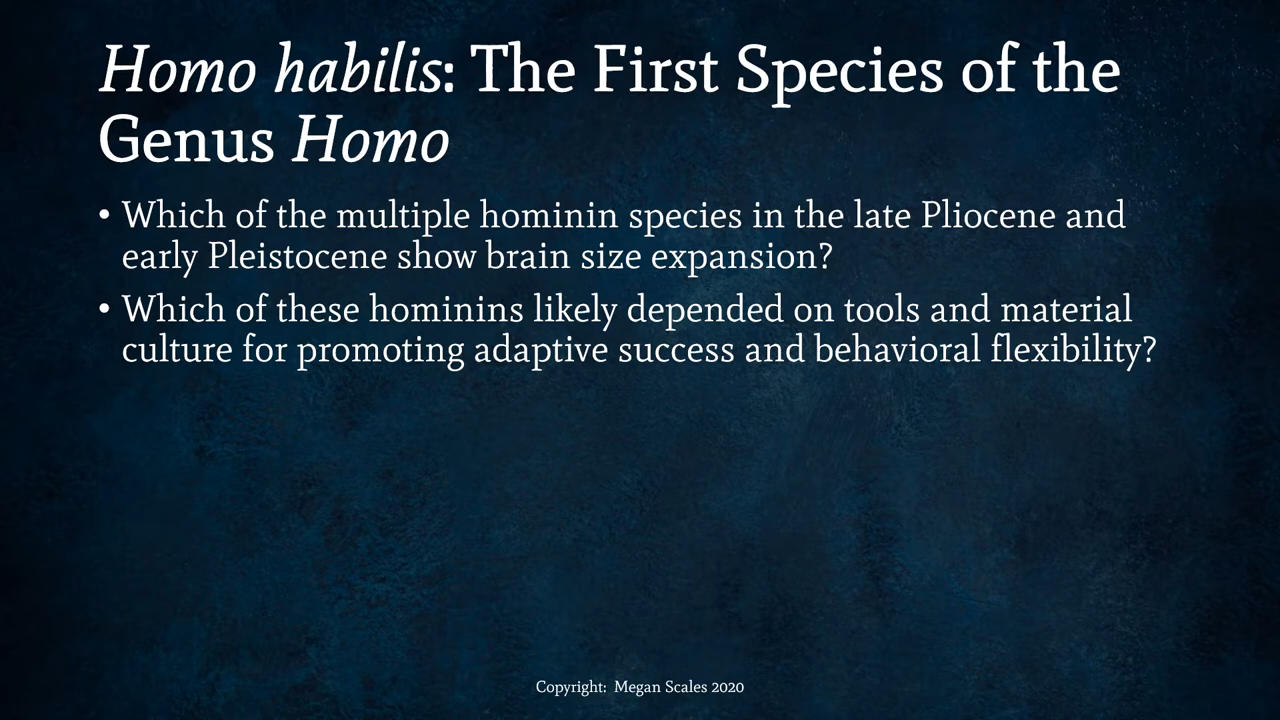 Homo habilis: The First Species of the
Genus Homo
• Which of the multiple hominin species in the late Pliocene and
early Pleistocene show brain size expansion?
• Which of these hominins likely depended on tools and material
culture for promoting adaptive success and behavioral flexibility?
Copyright:  Megan Scales 2020